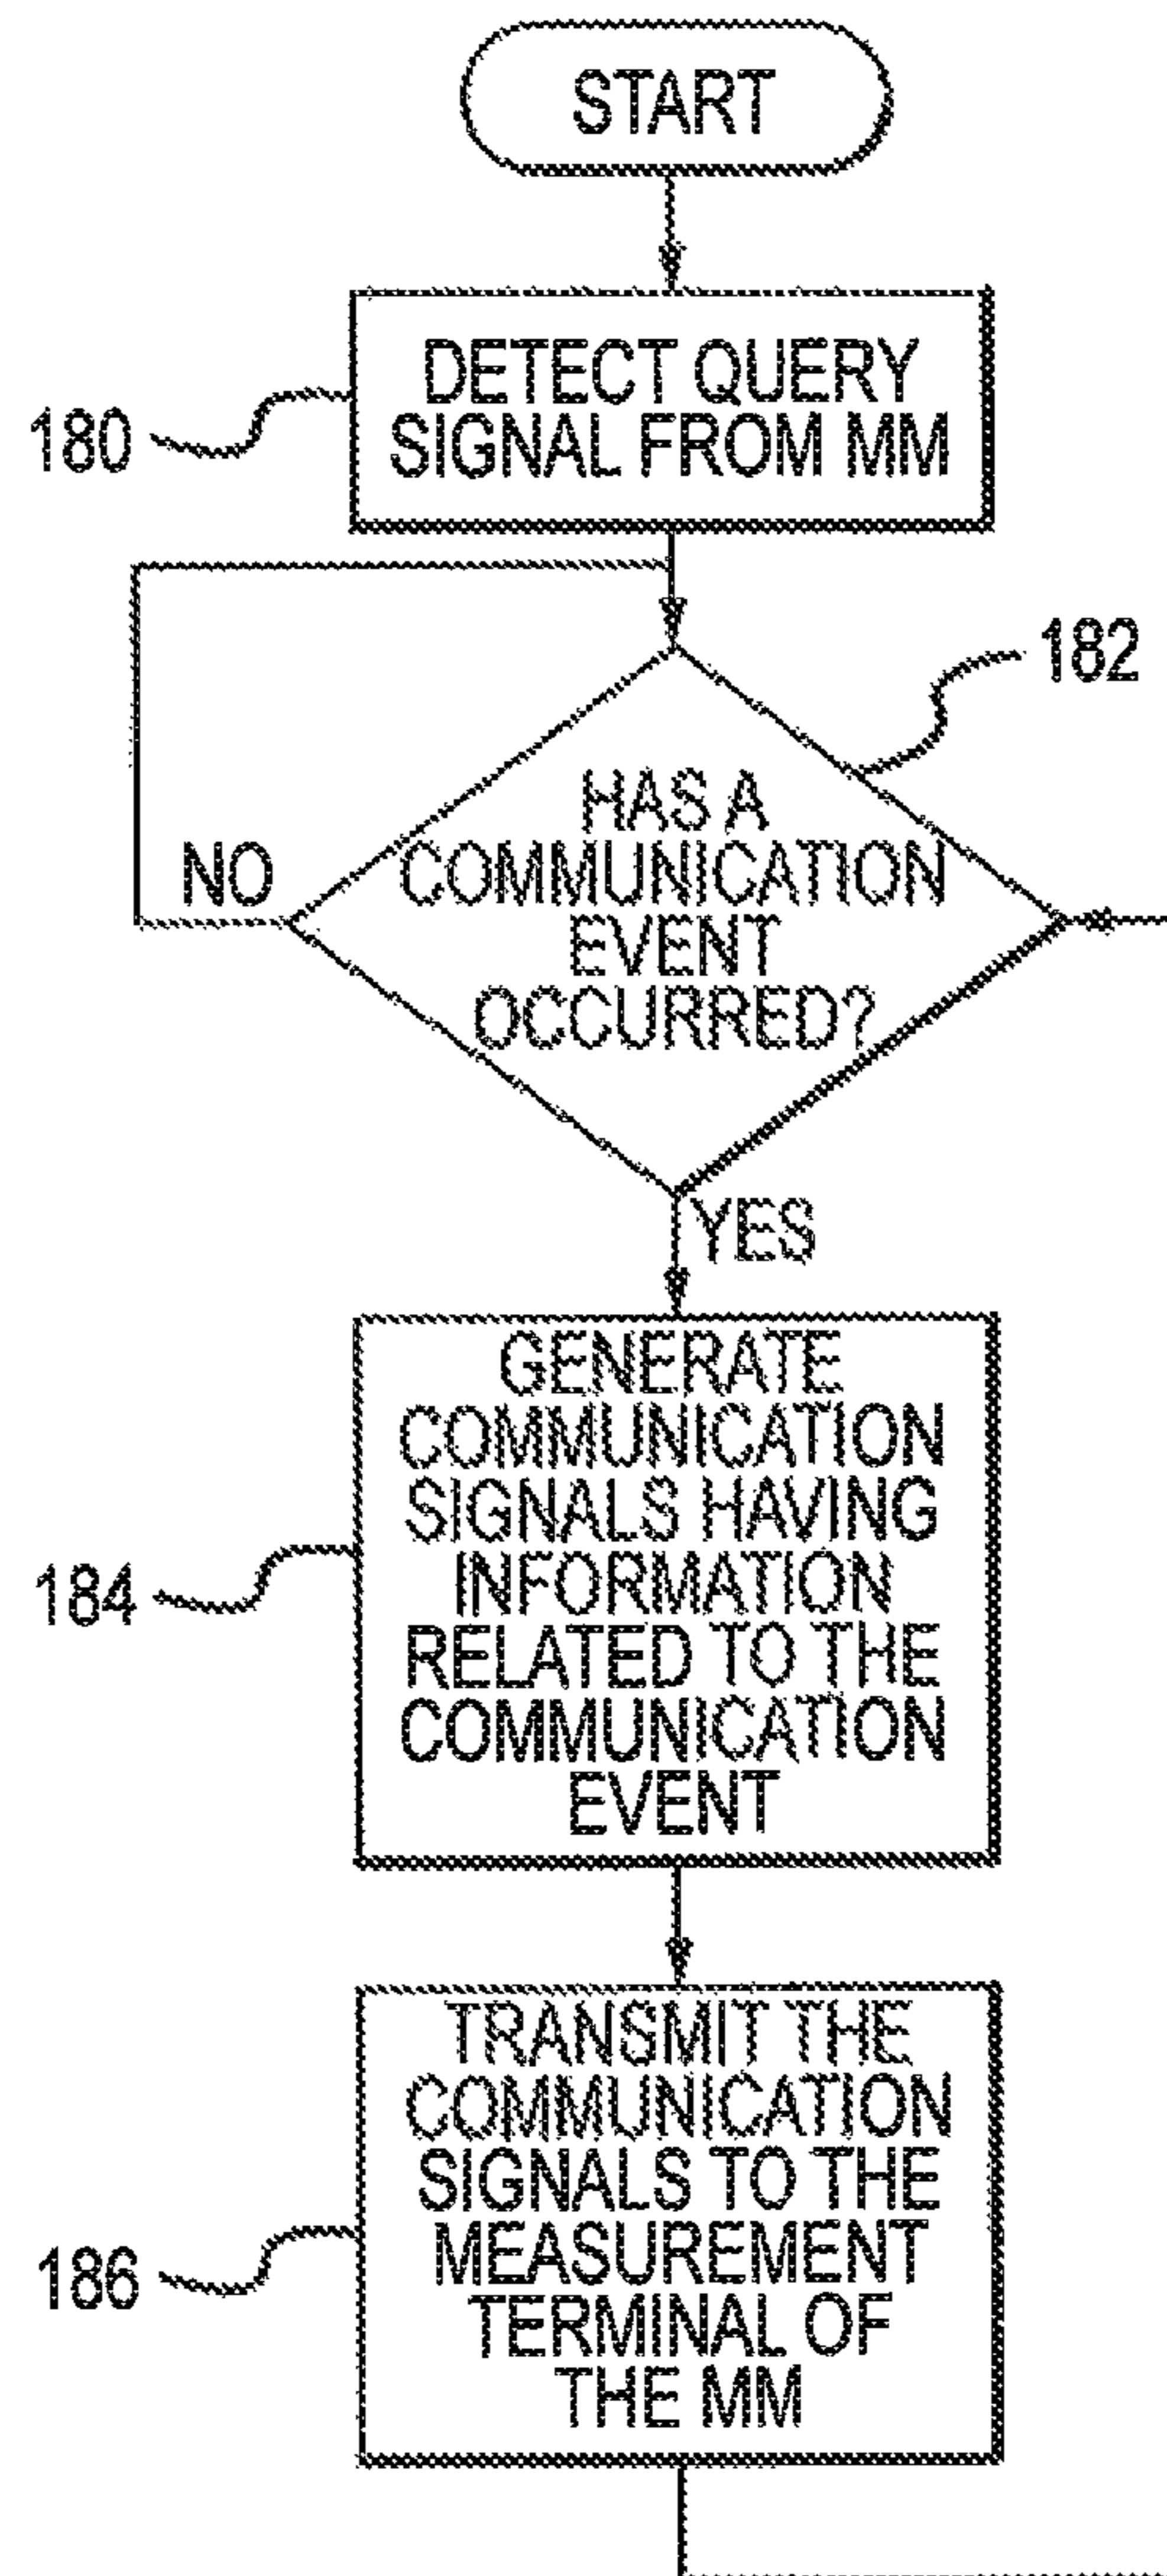 START
DETECT QUERY
SIGNAL FROM MM
180
182
HAS A
COMMUNICATION
EVENT
OCCURRED?
NO
YES
GENERATE
COMMUNICATION
SIGNALS HAVING
INFORMATION
RELATED TO THE
COMMUNICATION
EVENT
184
TRANSMIT THE
COMMUNICATION
SIGNALS TO THE
MEASUREMENT
TERMINAL OF
THE MM
186